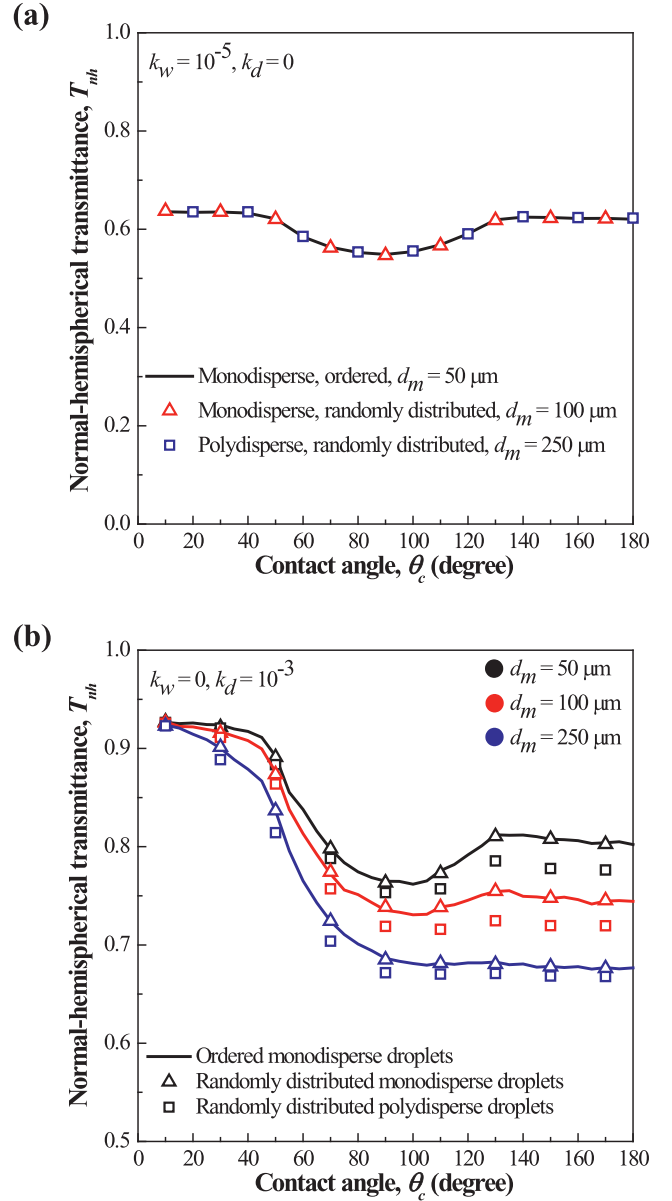 (a)
k_w = 10^-5, k_d = 0
Normal-hemispherical transmittance, T_nh
1.0
0.8
0.6
0.4
0.2
0.0
Monodisperse, ordered, d_m = 50 μm
Monodisperse, randomly distributed, d_m = 100 μm
Polydisperse, randomly distributed, d_m = 250 μm
0 20 40 60 80 100 120 140 160 180
Contact angle, θ_c (degree)
(b)
k_w = 0, k_d = 10^-3
d_m = 50 μm
d_m = 100 μm
d_m = 250 μm
Normal-hemispherical transmittance, T_nh
1.0
0.9
0.8
0.7
0.6
0.5
Ordered monodisperse droplets
Randomly distributed monodisperse droplets
Randomly distributed polydisperse droplets
0 20 40 60 80 100 120 140 160 180
Contact angle, θ_c (degree)